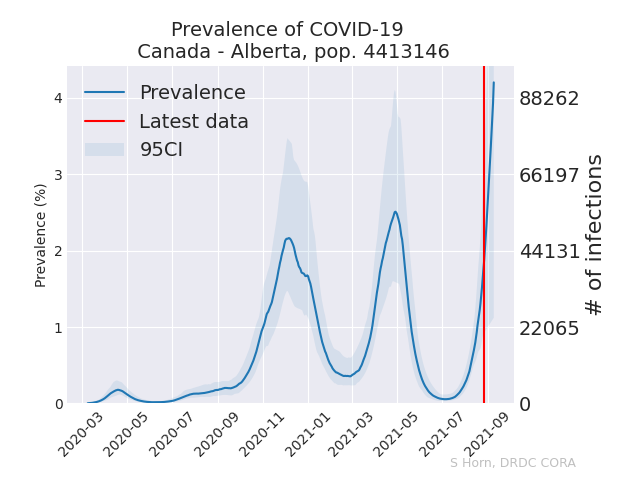 Prevalence of COVID-19
Canada - Alberta, pop. 4413146
Prevalence
Latest data
95CI
Prevalence (%)
4
3
2
1
0
88262
66197
44131
22065
0
# of infections
2020-03
2020-05
2020-07
2020-09
2020-11
2021-01
2021-03
2021-05
2021-07
2021-09
S Horn, DRDC CORA